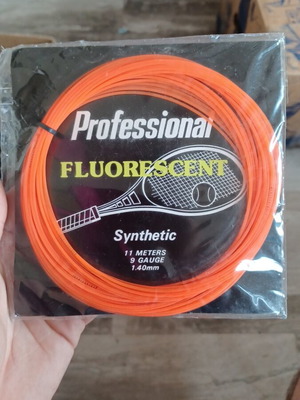 Professional
FLUORESCENT
Synthetic
11 METERS
9 GAUGE
1.40mm